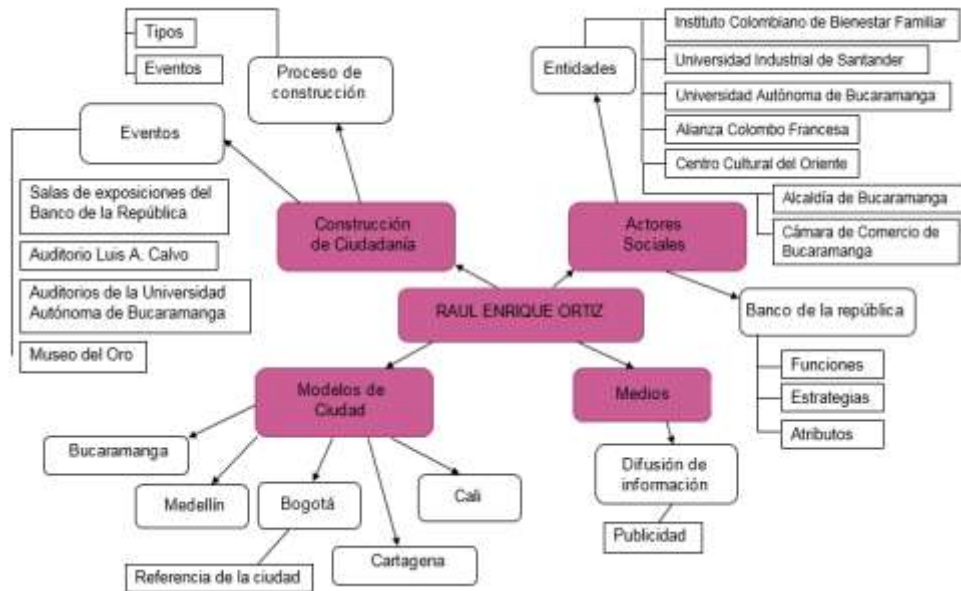 Tipos
Eventos
Proceso de
construcción
Eventos
Salas de exposiciones del
Banco de la República
Auditorio Luis A. Calvo
Auditorios de la Universidad
Autónoma de Bucaramanga
Museo del Oro
Construcción
de Ciudadanía
Entidades
Instituto Colombiano de Bienestar Familiar
Universidad Industrial de Santander
Universidad Autónoma de Bucaramanga
Alianza Colombo Francesa
Centro Cultural del Oriente
Alcaldía de Bucaramanga
Cámara de Comercio de
Bucaramanga
Actores
Sociales
Banco de la república
Funciones
Estrategias
Atributos
RAUL ENRIQUE ORTIZ
Modelos de
Ciudad
Bucaramanga
Medellín
Bogotá
Cali
Cartagena
Referencia de la ciudad
Medios
Difusión de
información
Publicidad